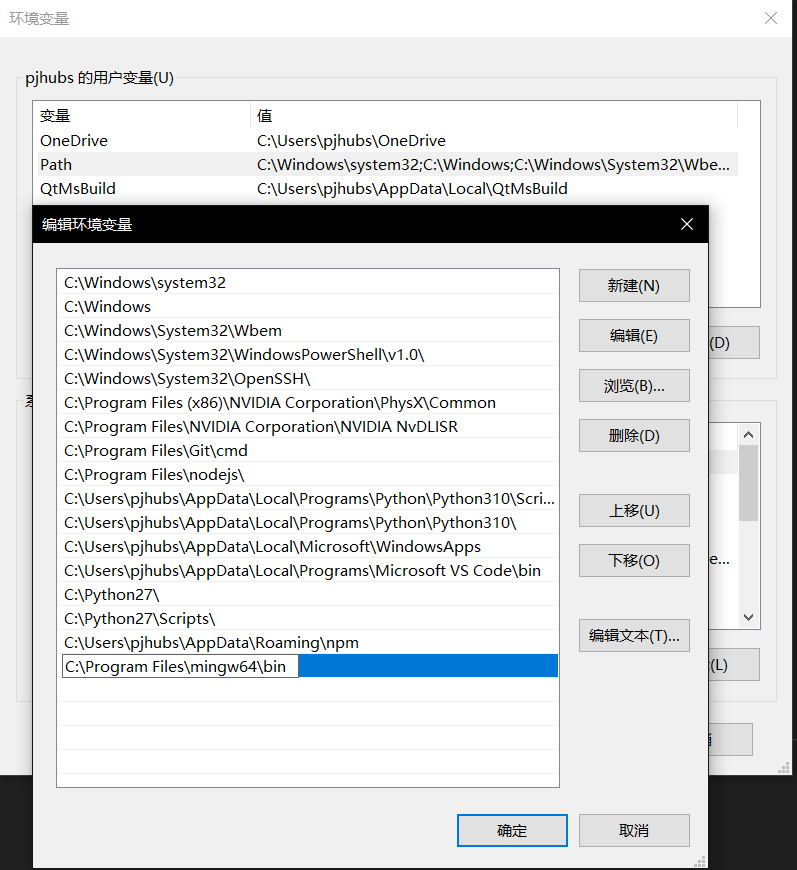 环境变量
pjhubs 的用户变量(U)
变量 值
OneDrive C:\Users\pjhubs\OneDrive
Path C:\Windows\system32;C:\Windows;C:\Windows\System32\Wbe...
QtMsBuild C:\Users\pjhubs\AppData\Local\QtMsBuild
编辑环境变量
C:\Windows\system32
C:\Windows
C:\Windows\System32\Wbem
C:\Windows\System32\WindowsPowerShell\v1.0\
C:\Windows\System32\OpenSSH\
C:\Program Files (x86)\NVIDIA Corporation\PhysX\Common
C:\Program Files\NVIDIA Corporation\NVIDIA NvDLISR
C:\Program Files\Git\cmd
C:\Program Files\nodejs\
C:\Users\pjhubs\AppData\Local\Programs\Python\Python310\Scri...
C:\Users\pjhubs\AppData\Local\Programs\Python\Python310\
C:\Users\pjhubs\AppData\Local\Microsoft\WindowsApps
C:\Users\pjhubs\AppData\Local\Programs\Microsoft VS Code\bin
C:\Python27\
C:\Python27\Scripts\
C:\Users\pjhubs\AppData\Roaming\npm
C:\Program Files\mingw64\bin
新建(N)
编辑(E)
浏览(B)...
删除(D)
上移(U)
下移(O)
编辑文本(T)...
确定
取消
(D)
e...
(L)